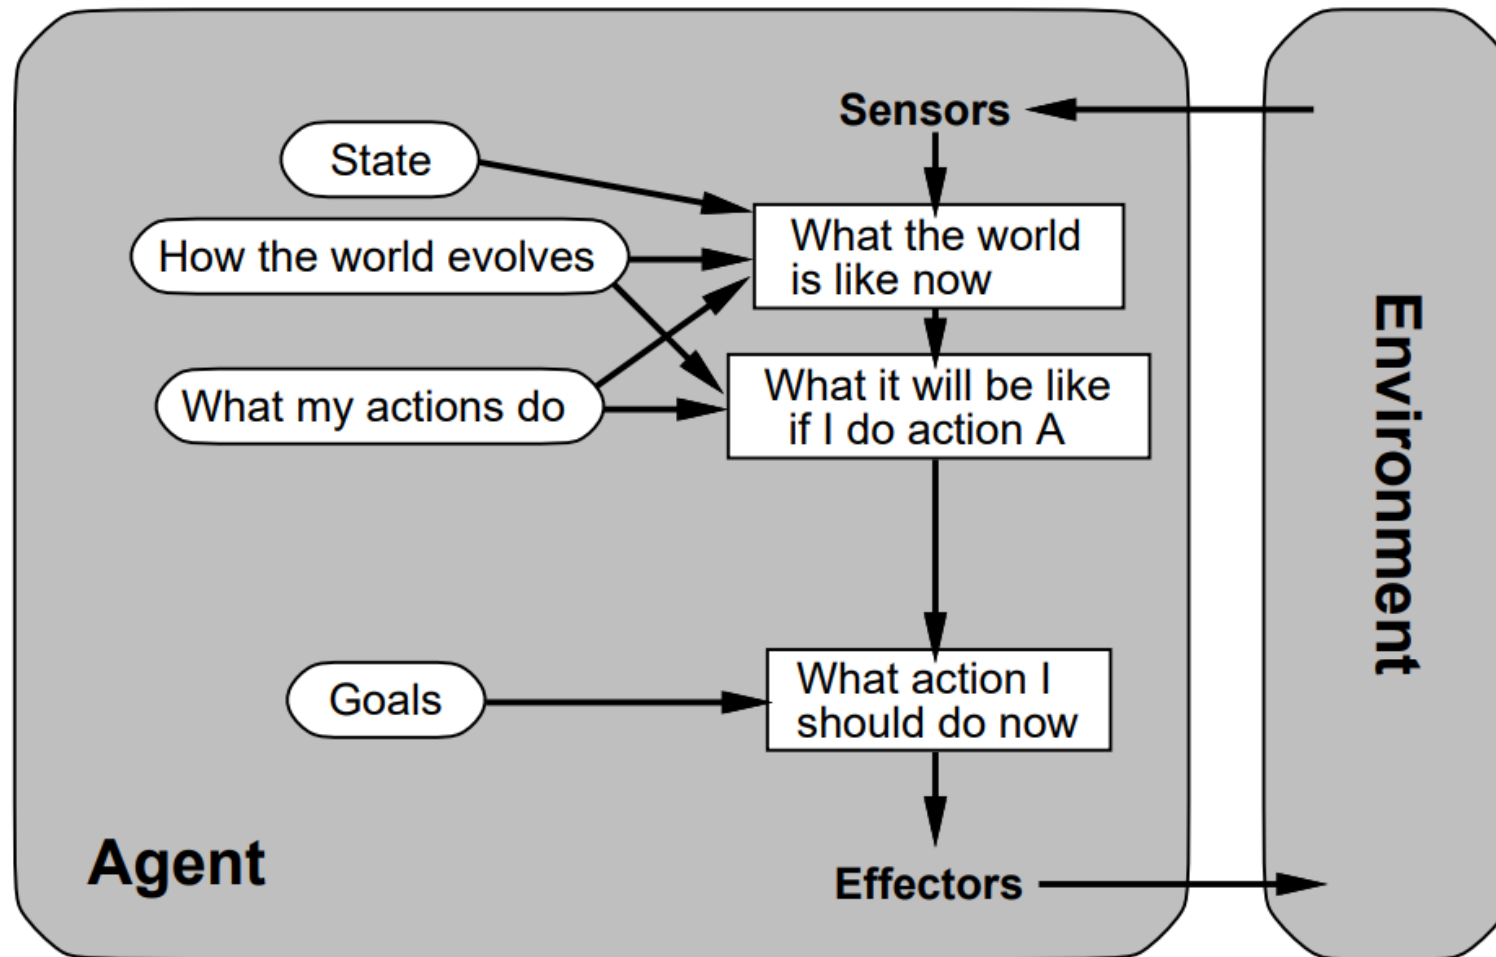 Sensors
State
How the world evolves
What the world
is like now
What my actions do
What it will be like
if I do action A
Goals
What action I
should do now
Agent
Effectors
Environment